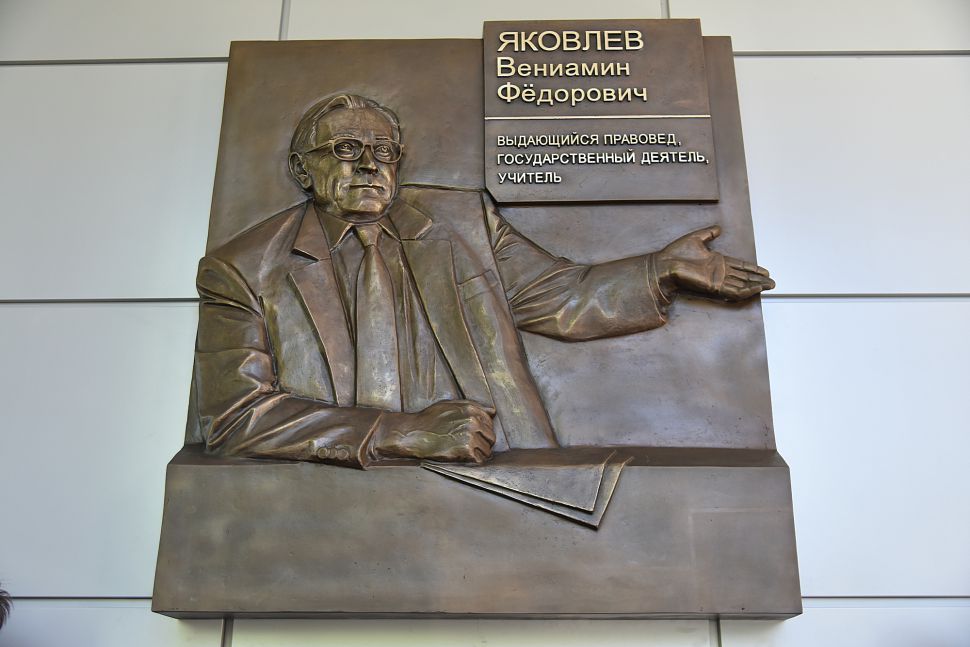 ЯКОВЛЕВ
Вениамин
Фёдорович
ВЫДАЮЩИЙСЯ ПРАВОВЕД,
ГОСУДАРСТВЕННЫЙ ДЕЯТЕЛЬ,
УЧИТЕЛЬ